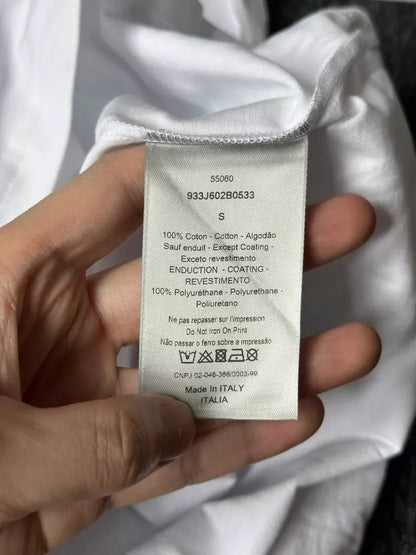 55060
933J602B0533
S
100% Coton - Cotton - Algodão
Sauf enduit - Except Coating -
Exceto revestimento
ENDUCTION - COATING -
REVESTIMENTO
100% Polyuréthane - Polyurethane -
Poliuretano
Ne pas repasser sur l'impression
Do Not Iron On Print
Não passar o ferro sobre a impressão
CNPJ 02-046-366/0003-99
Made In ITALY
ITALIA